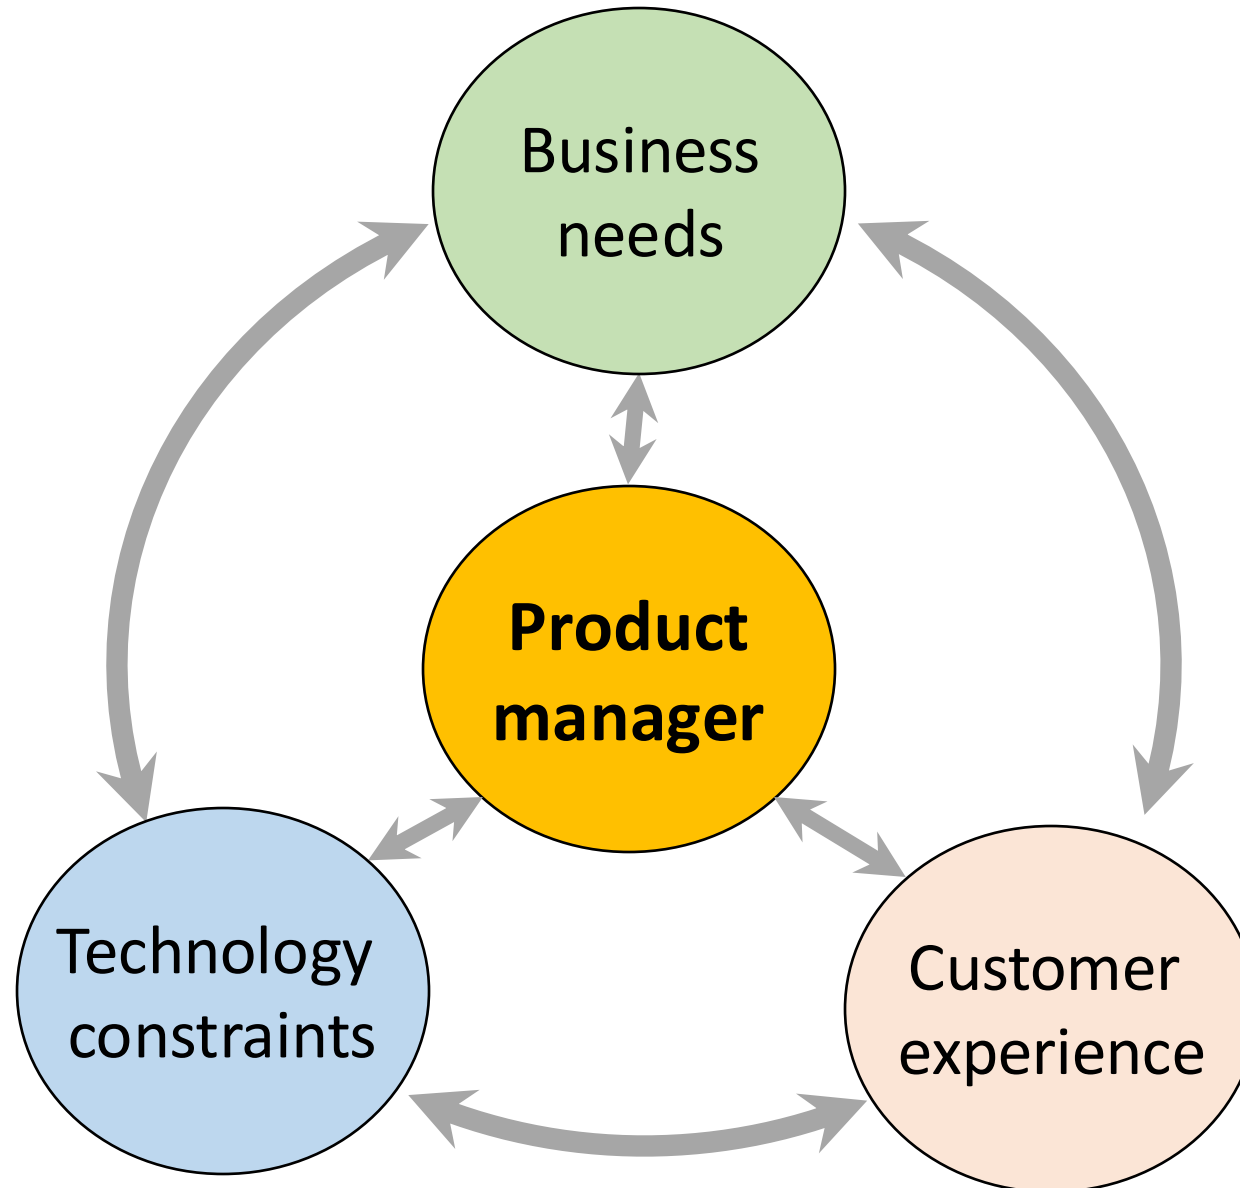 Business
needs
Product
manager
Technology
constraints
Customer
experience